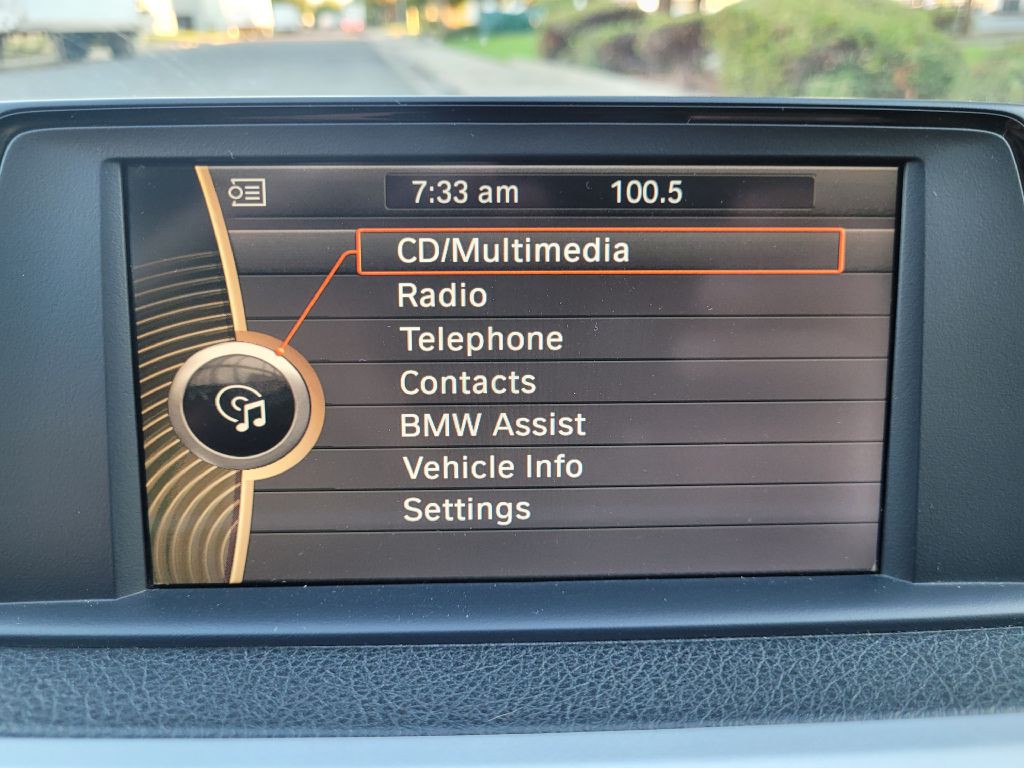 7:33 am 100.5
CD/Multimedia
Radio
Telephone
Contacts
BMW Assist
Vehicle Info
Settings